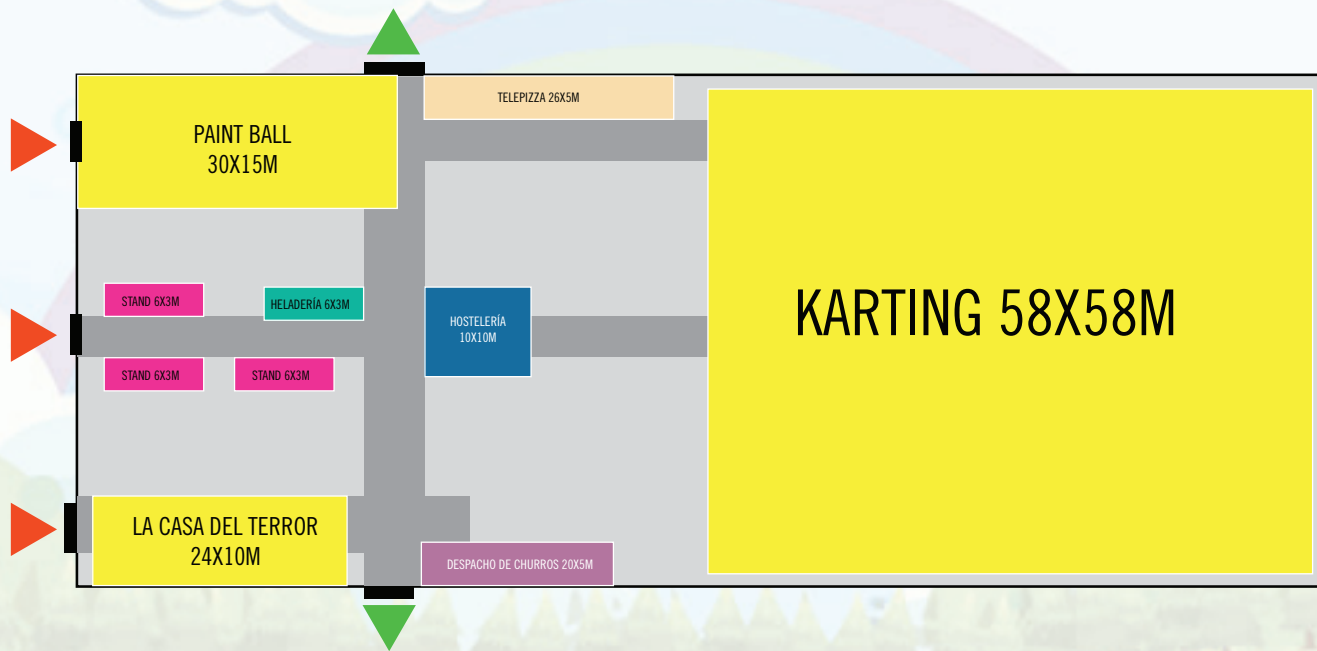 TELEPIZZA 26X5M
PAINT BALL
30X15M
STAND 6X3M
HELADERÍA 6X3M
HOSTELERÍA
10X10M
KARTING 58X58M
STAND 6X3M
STAND 6X3M
LA CASA DEL TERROR
24X10M
DESPACHO DE CHURROS 20X5M